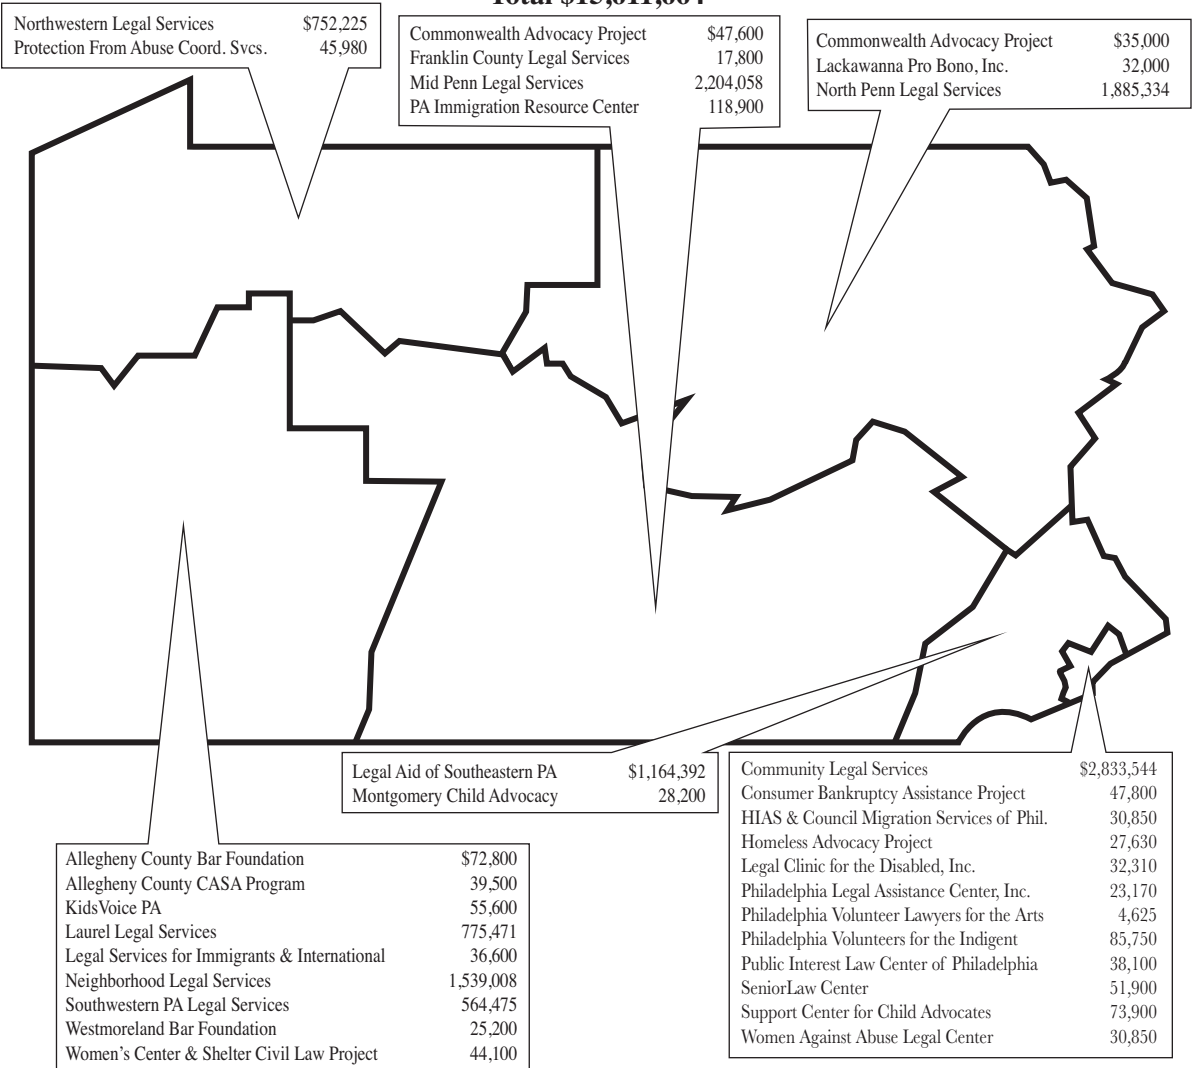 Total
Northwestern Legal Services $752,225
Protection From Abuse Coord. Svcs. 45,980
Commonwealth Advocacy Project $47,600
Franklin County Legal Services 17,800
Mid Penn Legal Services 2,204,058
PA Immigration Resource Center 118,900
Commonwealth Advocacy Project $35,000
Lackawanna Pro Bono, Inc. 32,000
North Penn Legal Services 1,885,334
Legal Aid of Southeastern PA $1,164,392
Montgomery Child Advocacy 28,200
Community Legal Services $2,833,544
Consumer Bankruptcy Assistance Project 47,800
HIAS & Council Migration Services of Phil. 30,850
Homeless Advocacy Project 27,630
Legal Clinic for the Disabled, Inc. 32,310
Philadelphia Legal Assistance Center, Inc. 23,170
Philadelphia Volunteer Lawyers for the Arts 4,625
Philadelphia Volunteers for the Indigent 85,750
Public Interest Law Center of Philadelphia 38,100
SeniorLaw Center 51,900
Support Center for Child Advocates 73,900
Women Against Abuse Legal Center 30,850
Allegheny County Bar Foundation $72,800
Allegheny County CASA Program 39,500
KidsVoice PA 55,600
Laurel Legal Services 775,471
Legal Services for Immigrants & International 36,600
Neighborhood Legal Services 1,539,008
Southwestern PA Legal Services 564,475
Westmoreland Bar Foundation 25,200
Women's Center & Shelter Civil Law Project 44,100